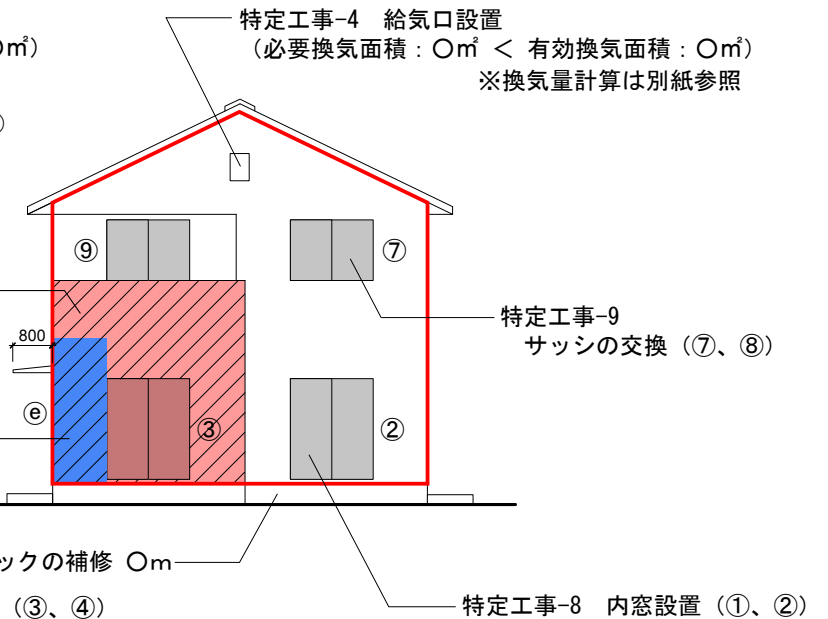 特定工事-4　給気口設置
○㎡）
（必要換気面積：○㎡ ＜ 有効換気面積：○㎡）
※換気量計算は別紙参照
）
⑨
⑦
特定工事-9
800
サッシの交換（⑦、⑧）
ⓔ
③
②
ックの補修 ○m
（③、④）
特定工事-8　内窓設置（①、②）